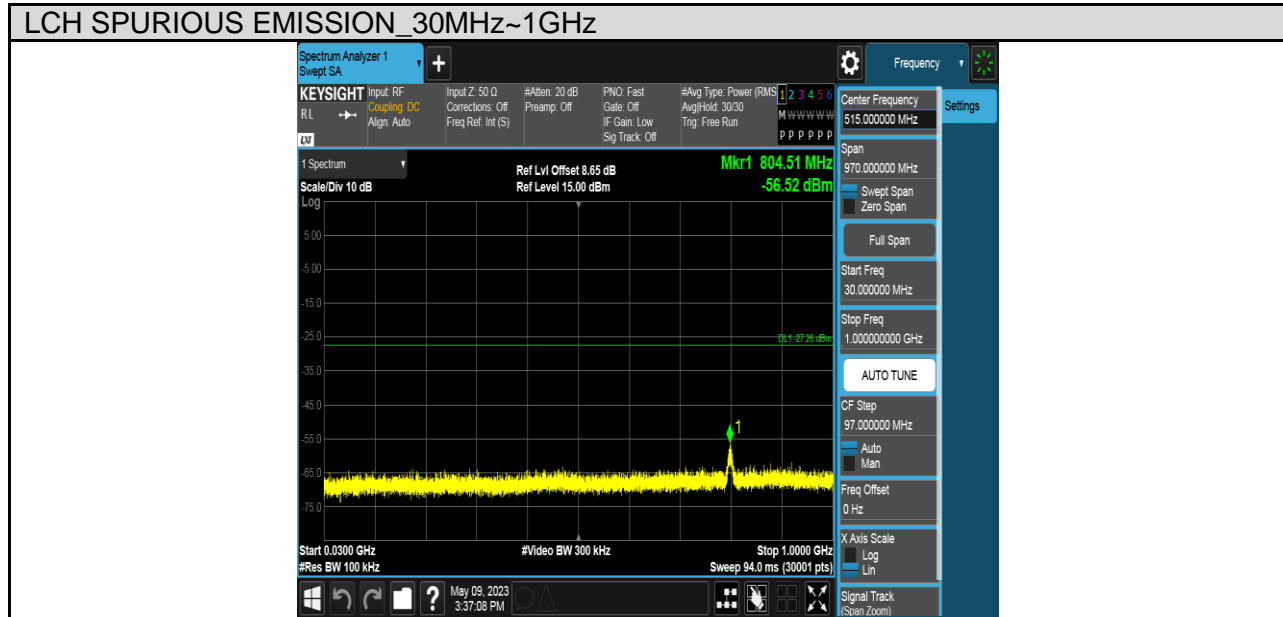 LCH SPURIOUS EMISSION_30MHz~1GHz
Spectrum Analyzer 1
Swept SA
Frequency
KEYSIGHT
RL
LXI
Input: RF
Coupling: DC
Align: Auto
Input Z: 50 Ω
Corrections: Off
Freq Ref: Int (S)
#Atten: 20 dB
Preamp: Off
PNO: Fast
Gate: Off
IF Gain: Low
Sig Track: Off
#Avg Type: Power (RMS
Avg|Hold: 30/30
Trig: Free Run
1 2 3 4 5 6
M W W W W W
P P P P P P
Center Frequency
515.000000 MHz
Settings
1 Spectrum
Scale/Div 10 dB
Log
Ref Lvl Offset 8.65 dB
Ref Level 15.00 dBm
Mkr1 804.51 MHz
-56.52 dBm
Span
970.000000 MHz
Swept Span
Zero Span
Full Span
Start Freq
30.000000 MHz
Stop Freq
1.000000000 GHz
AUTO TUNE
CF Step
97.000000 MHz
Auto
Man
Freq Offset
0 Hz
X Axis Scale
Log
Lin
Signal Track
(Span Zoom)
5.00
-5.00
-15.0
-25.0
DL1 -27.26 dBm
-35.0
-45.0
1
-55.0
-65.0
-75.0
Start 0.0300 GHz
#Res BW 100 kHz
#Video BW 300 kHz
Stop 1.0000 GHz
Sweep 94.0 ms (30001 pts)
?
May 09, 2023
3:37:08 PM